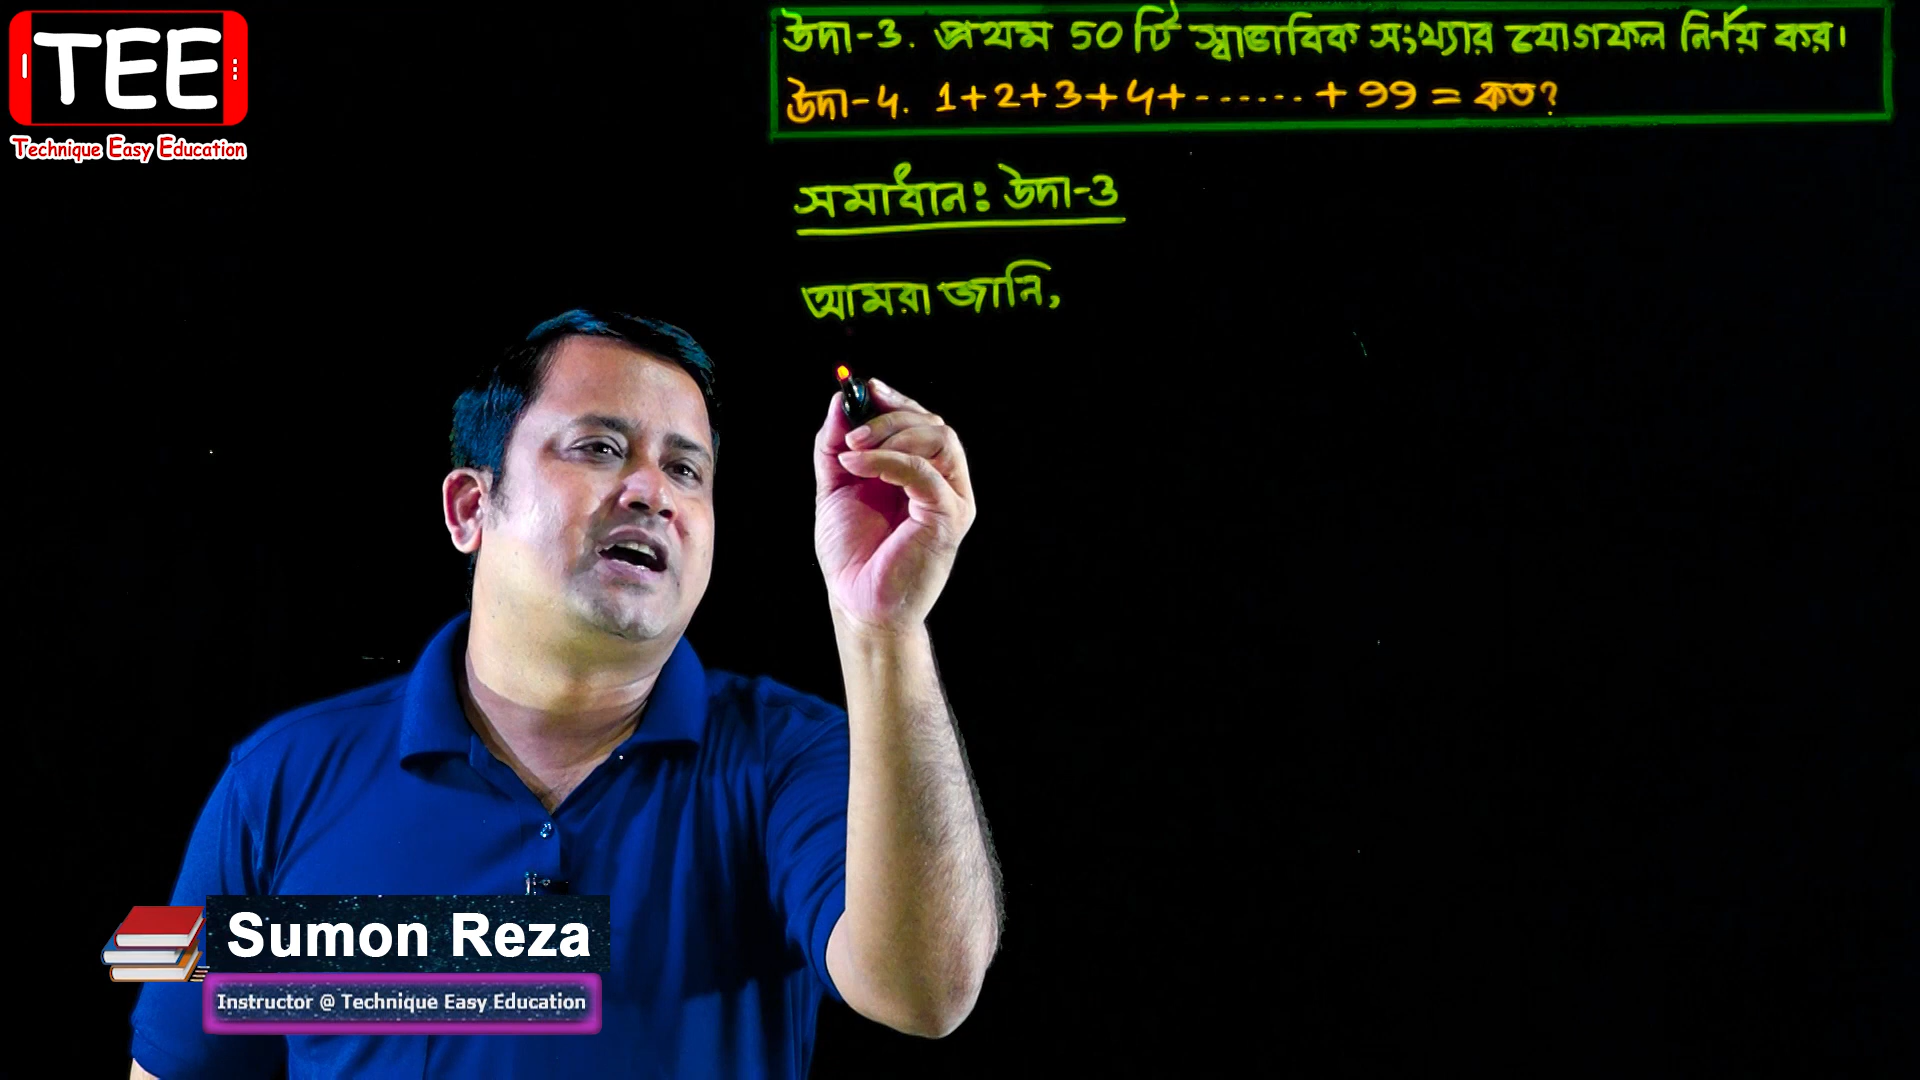 TEE
Technique Easy Education
উদা-3. প্রথম 50 টি স্বাভাবিক সংখ্যার যোগফল নির্ণয় কর।
উদা-4. 1+2+3+4+------+99 = কত?
সমাধান: উদা-3
আমরা জানি,
Sumon Reza
Instructor @ Technique Easy Education